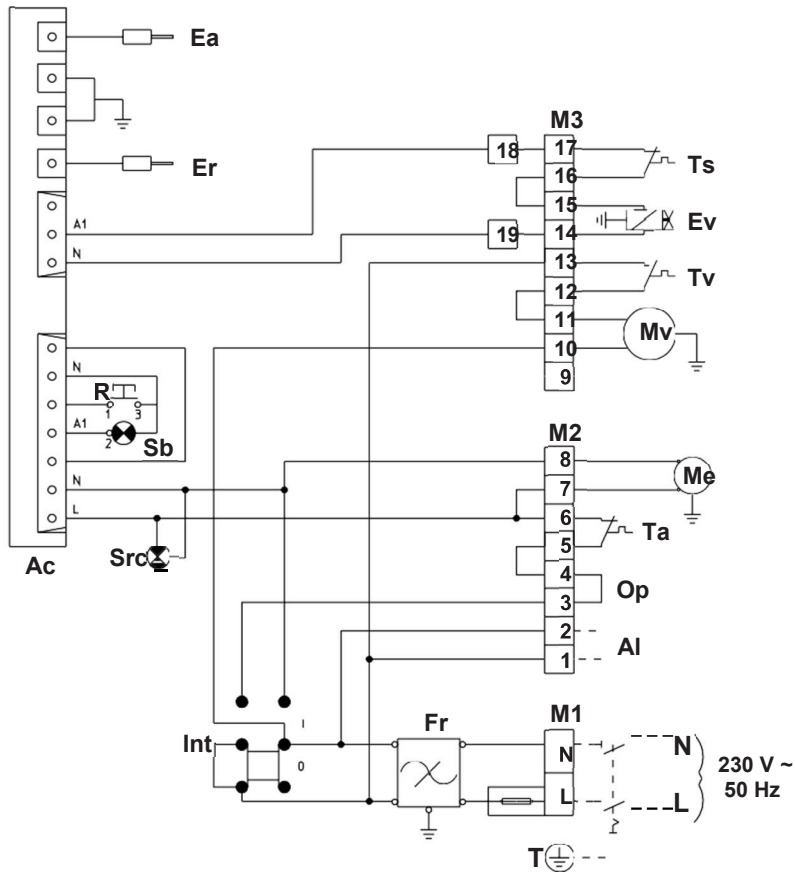 Ea
Er
A1
N
N
R
1
3
A1
2
Sb
N
L
Ac
Src
M3
18
17
Ts
16
15
Ev
19
14
13
Tv
12
11
Mv
10
9
M2
8
Me
7
6
Ta
5
4
Op
3
2
Al
1
I
Int
0
Fr
M1
N
N
L
L
230 V ~
50 Hz
T